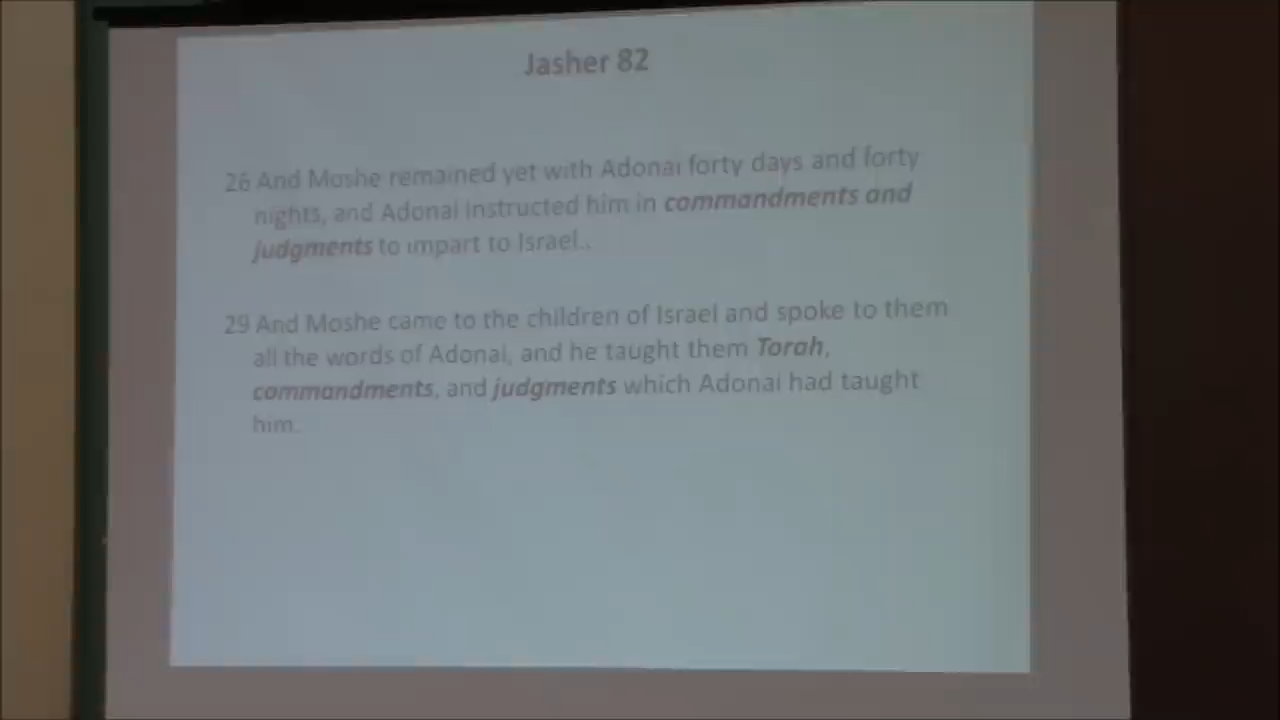 Jasher 82
26 And Moshe remained yet with Adonai forty days and forty
nights, and Adonai instructed him in commandments and
judgments to impart to Israel..
29 And Moshe came to the children of Israel and spoke to them
all the words of Adonai, and he taught them Torah,
commandments, and judgments which Adonai had taught
him.